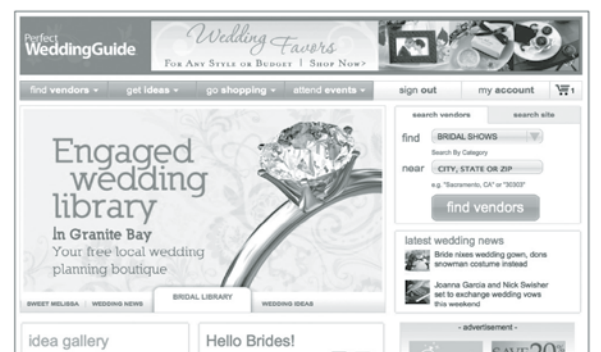 Perfect
WeddingGuide
Wedding Favors
FOR ANY STYLE OR BUDGET | SHOP NOW>
find vendors
get ideas
go shopping
attend events
sign out
my account
1
Engaged
wedding
library
In Granite Bay
Your free local wedding
planning boutique
SWEET MELISSA
WEDDING NEWS
BRIDAL LIBRARY
WEDDING IDEAS
search vendors
search site
find
BRIDAL SHOWS
Search By Category
near
CITY, STATE OR ZIP
e.g. "Sacramento, CA" or "30303"
find vendors
latest wedding news
Bride nixes wedding gown, dons
snowman costume instead
Joanna Garcia and Nick Swisher
set to exchange wedding vows
this weekend
idea gallery
Hello Brides!
- advertisement -
SAVE 20%